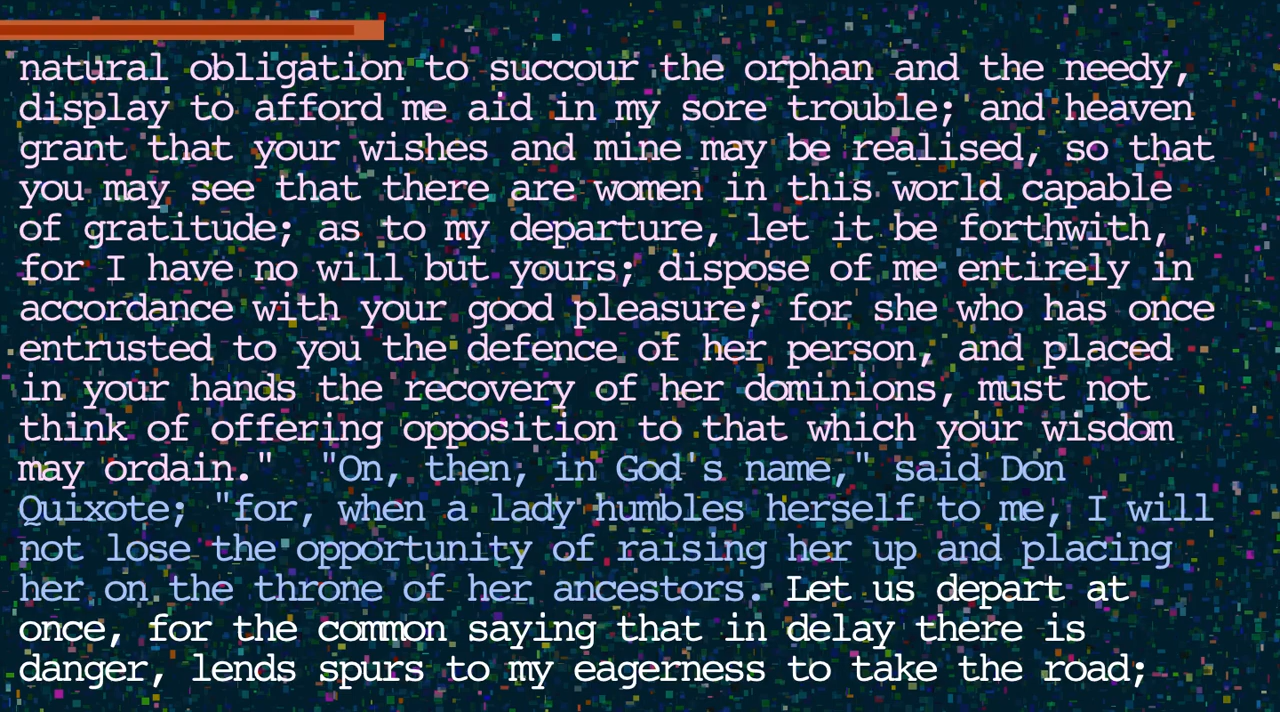 natural obligation to succour the orphan and the needy,
display to afford me aid in my sore trouble; and heaven
grant that your wishes and mine may be realised, so that
you may see that there are women in this world capable
of gratitude; as to my departure, let it be forthwith,
for I have no will but yours; dispose of me entirely in
accordance with your good pleasure; for she who has once
entrusted to you the defence of her person, and placed
in your hands the recovery of her dominions, must not
think of offering opposition to that which your wisdom
may ordain."  "On, then, in God's name," said Don
Quixote; "for, when a lady humbles herself to me, I will
not lose the opportunity of raising her up and placing
her on the throne of her ancestors. Let us depart at
once, for the common saying that in delay there is
danger, lends spurs to my eagerness to take the road;